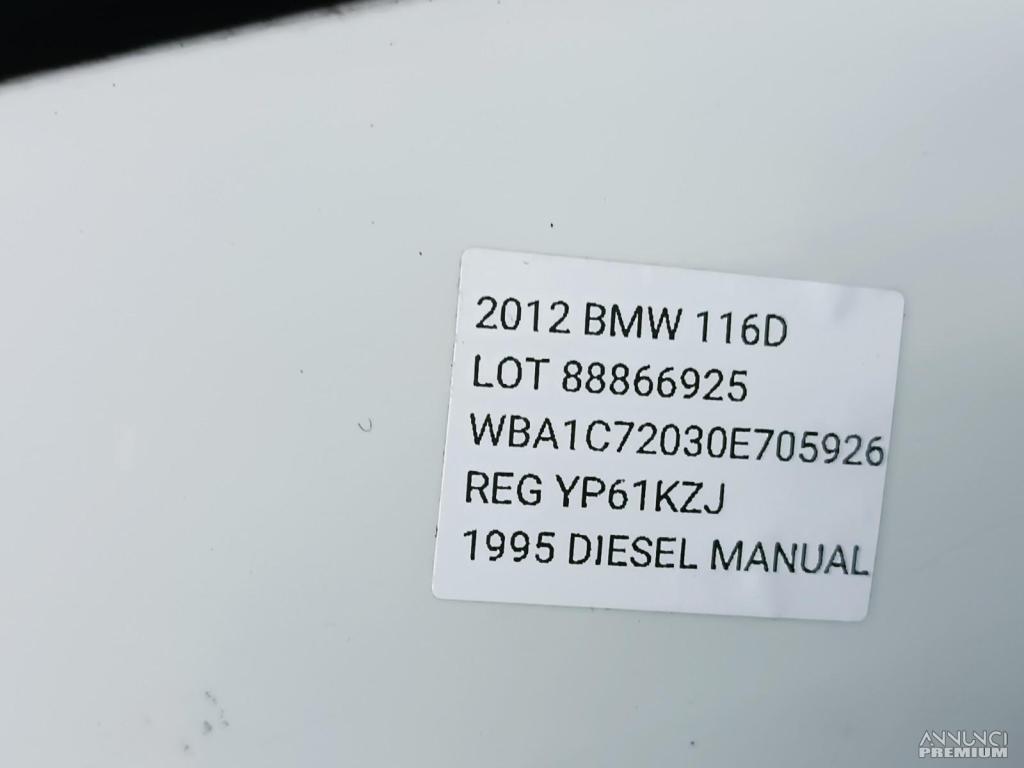 2012 BMW 116D
LOT 88866925
WBA1C72030E705926
REG YP61KZJ
1995 DIESEL MANUAL
ANNUNCI
PREMIUM